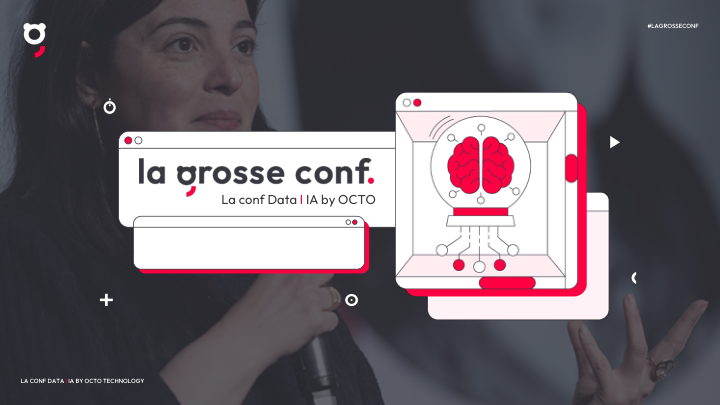 #LAGROSSECONF
la grosse conf.
La conf Data I IA by OCTO
LA CONF DATA I IA BY OCTO TECHNOLOGY